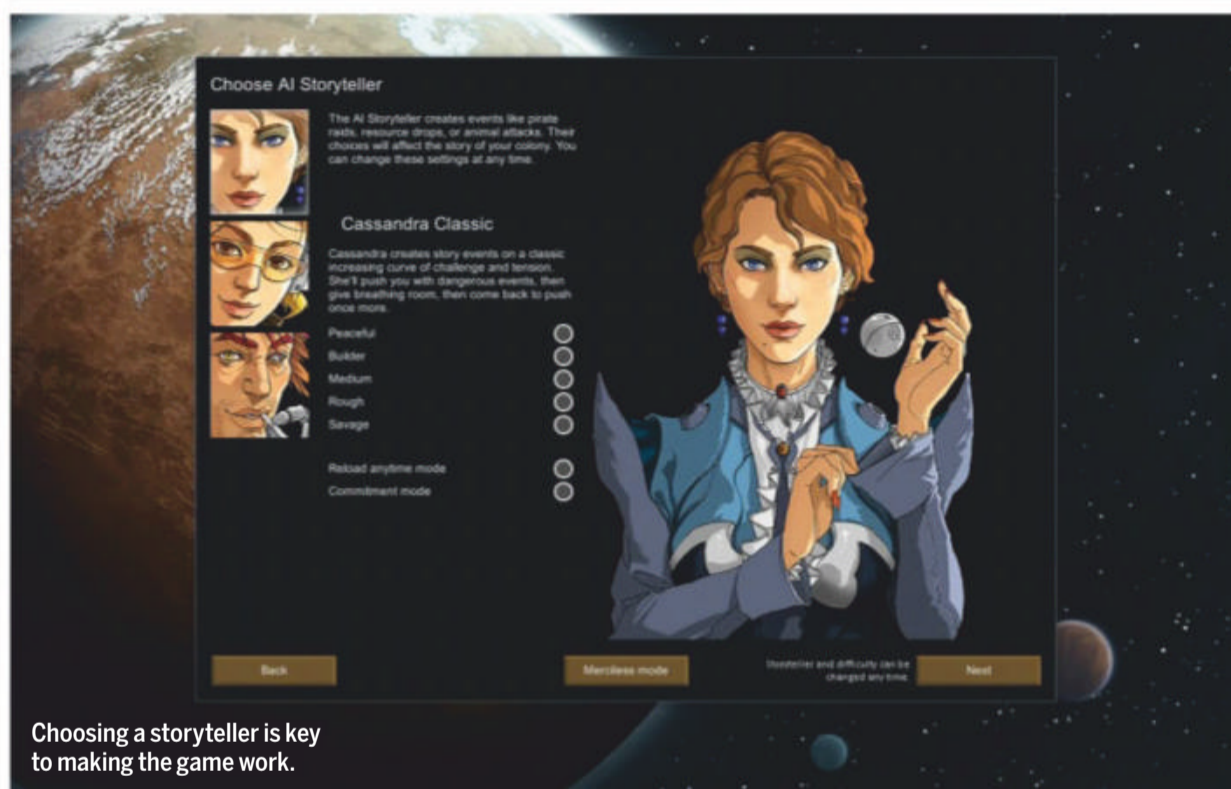 Choose AI Storyteller
The AI Storyteller creates events like pirate
raids, resource drops, or animal attacks. Their
choices will affect the story of your colony. You
can change these settings at any time.
Cassandra Classic
Cassandra creates story events on a classic
increasing curve of challenge and tension.
She'll push you with dangerous events, then
give breathing room, then come back to push
once more.
Peaceful
Builder
Medium
Rough
Savage
Reload anytime mode
Commitment mode
Back
Merciless mode
Storyteller and difficulty can be
changed any time.
Next
Choosing a storyteller is key
to making the game work.